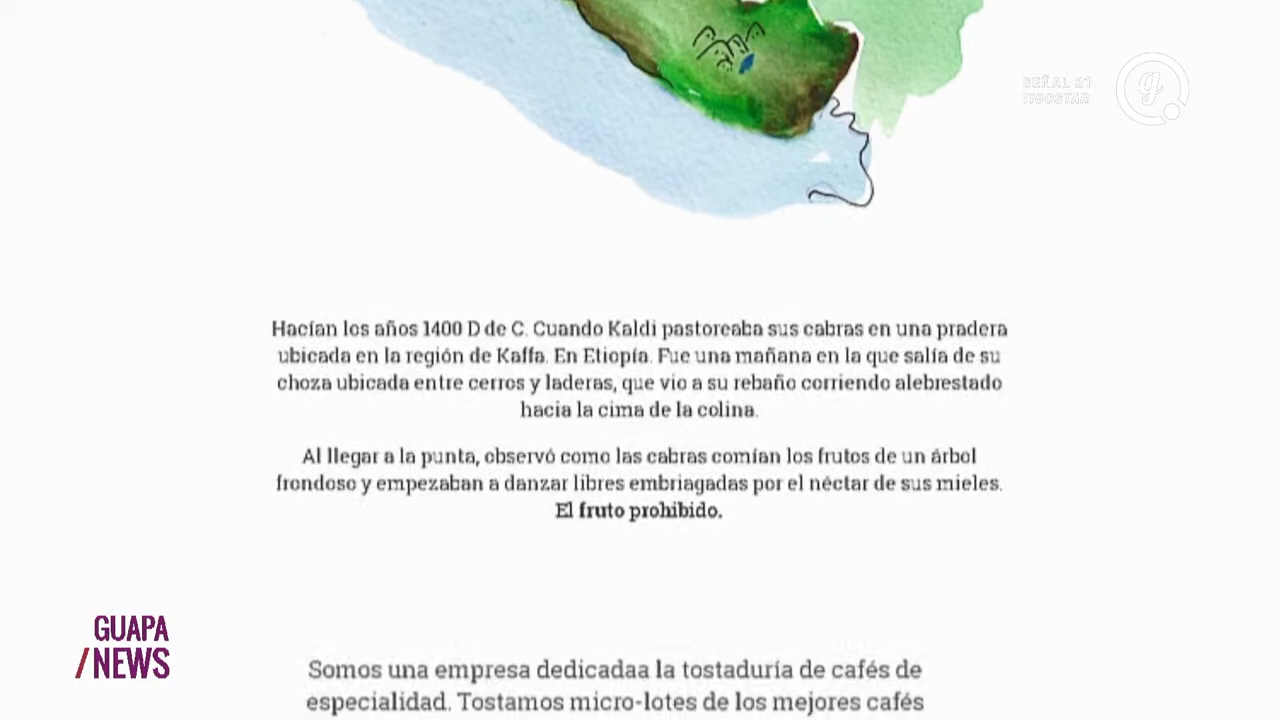 SEÑAL 21
TIGOSTAR
g
Hacían los años 1400 D de C. Cuando Kaldi pastoreaba sus cabras en una pradera
ubicada en la región de Kaffa. En Etiopía. Fue una mañana en la que salía de su
choza ubicada entre cerros y laderas, que vio a su rebaño corriendo alebrestado
hacia la cima de la colina.
Al llegar a la punta, observó como las cabras comían los frutos de un árbol
frondoso y empezaban a danzar libres embriagadas por el néctar de sus mieles.
El fruto prohibido.
GUAPA
/NEWS
Somos una empresa dedicadaa la tostaduría de cafés de
especialidad. Tostamos micro-lotes de los mejores cafés